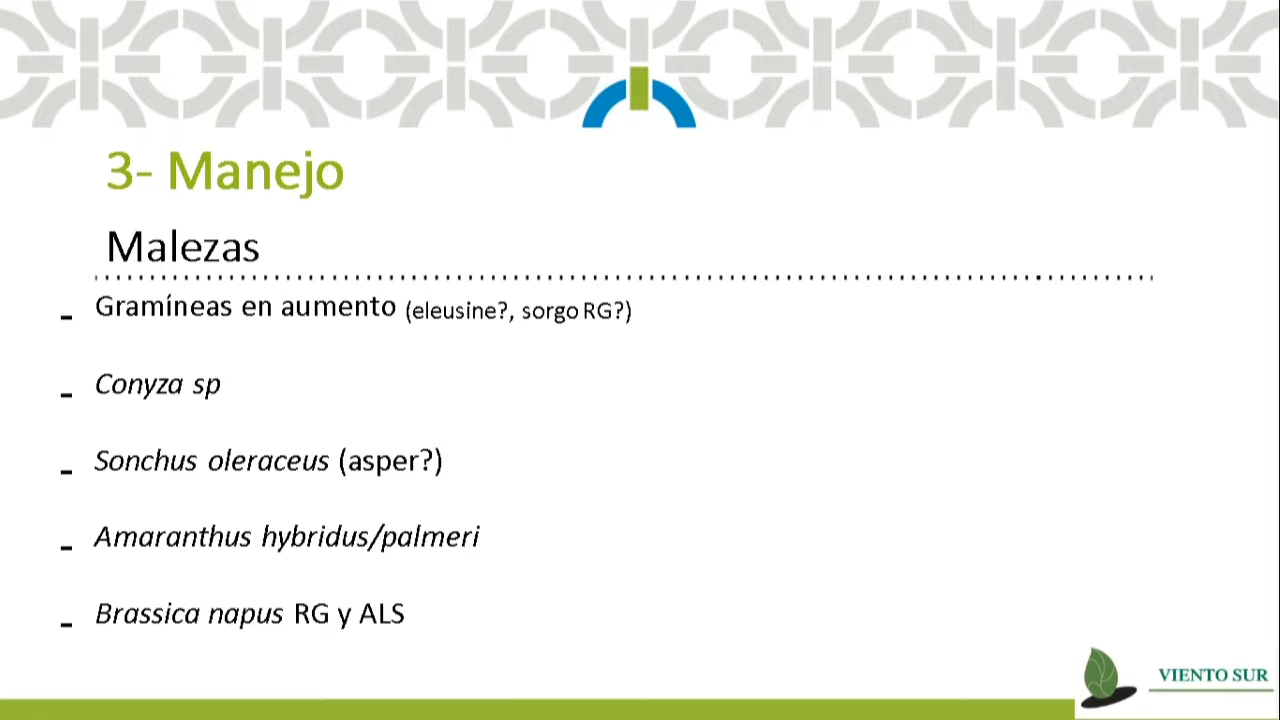 3- Manejo
Malezas
- Gramíneas en aumento (eleusine?, sorgo RG?)
- Conyza sp
- Sonchus oleraceus (asper?)
- Amaranthus hybridus/palmeri
- Brassica napus RG y ALS
VIENTO SUR